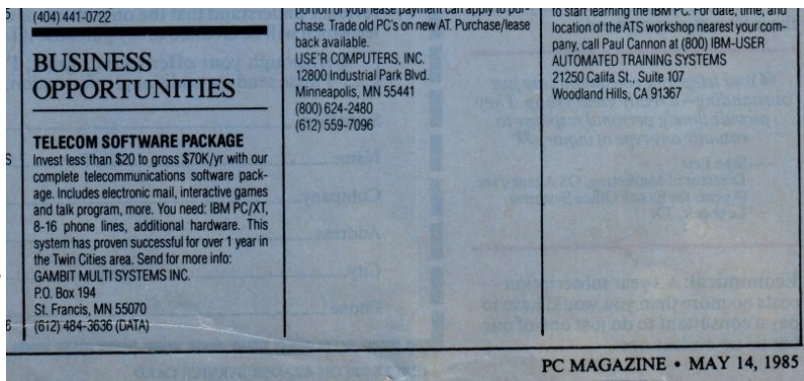 (404) 441-0722
BUSINESS
OPPORTUNITIES
TELECOM SOFTWARE PACKAGE
Invest less than $20 to gross $70K/yr with our
complete telecommunications software pack-
age. Includes electronic mail, interactive games
and talk program, more. You need: IBM PC/XT,
8-16 phone lines, additional hardware. This
system has proven successful for over 1 year in
the Twin Cities area. Send for more info:
GAMBIT MULTI SYSTEMS INC.
P.O. Box 194
St. Francis, MN 55070
(612) 484-3636 (DATA)
portion of your lease payment can apply to pur-
chase. Trade old PC's on new AT. Purchase/lease
back available.
USE'R COMPUTERS, INC.
12800 Industrial Park Blvd.
Minneapolis, MN 55441
(800) 624-2480
(612) 559-7096
to start learning the IBM PC. For date, time, and
location of the ATS workshop nearest your com-
pany, call Paul Cannon at (800) IBM-USER
AUTOMATED TRAINING SYSTEMS
21250 Califa St., Suite 107
Woodland Hills, CA 91367
PC MAGAZINE • MAY 14, 1985